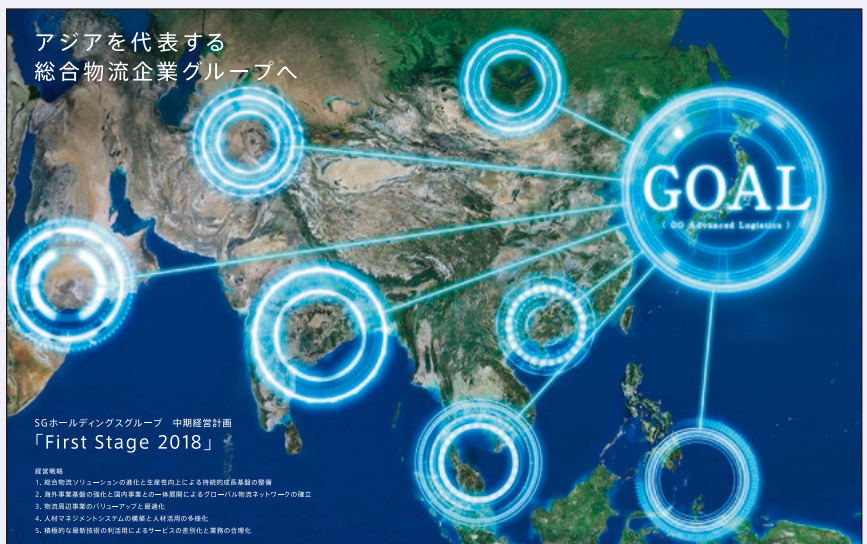 アジアを代表する
総合物流企業グループへ
GOAL
( GO Advanced Logistics )
SGホールディングスグループ 中期経営計画
「First Stage 2018」
経営戦略
1. 総合物流ソリューションの進化と生産性向上による持続的成長基盤の整備
2. 海外事業基盤の強化と国内事業との一体展開によるグローバル物流ネットワークの確立
3. 物流周辺事業のバリューアップと最適化
4. 人材マネジメントシステムの構築と人材活用の多様化
5. 積極的な最新技術の利活用によるサービスの差別化と業務の合理化